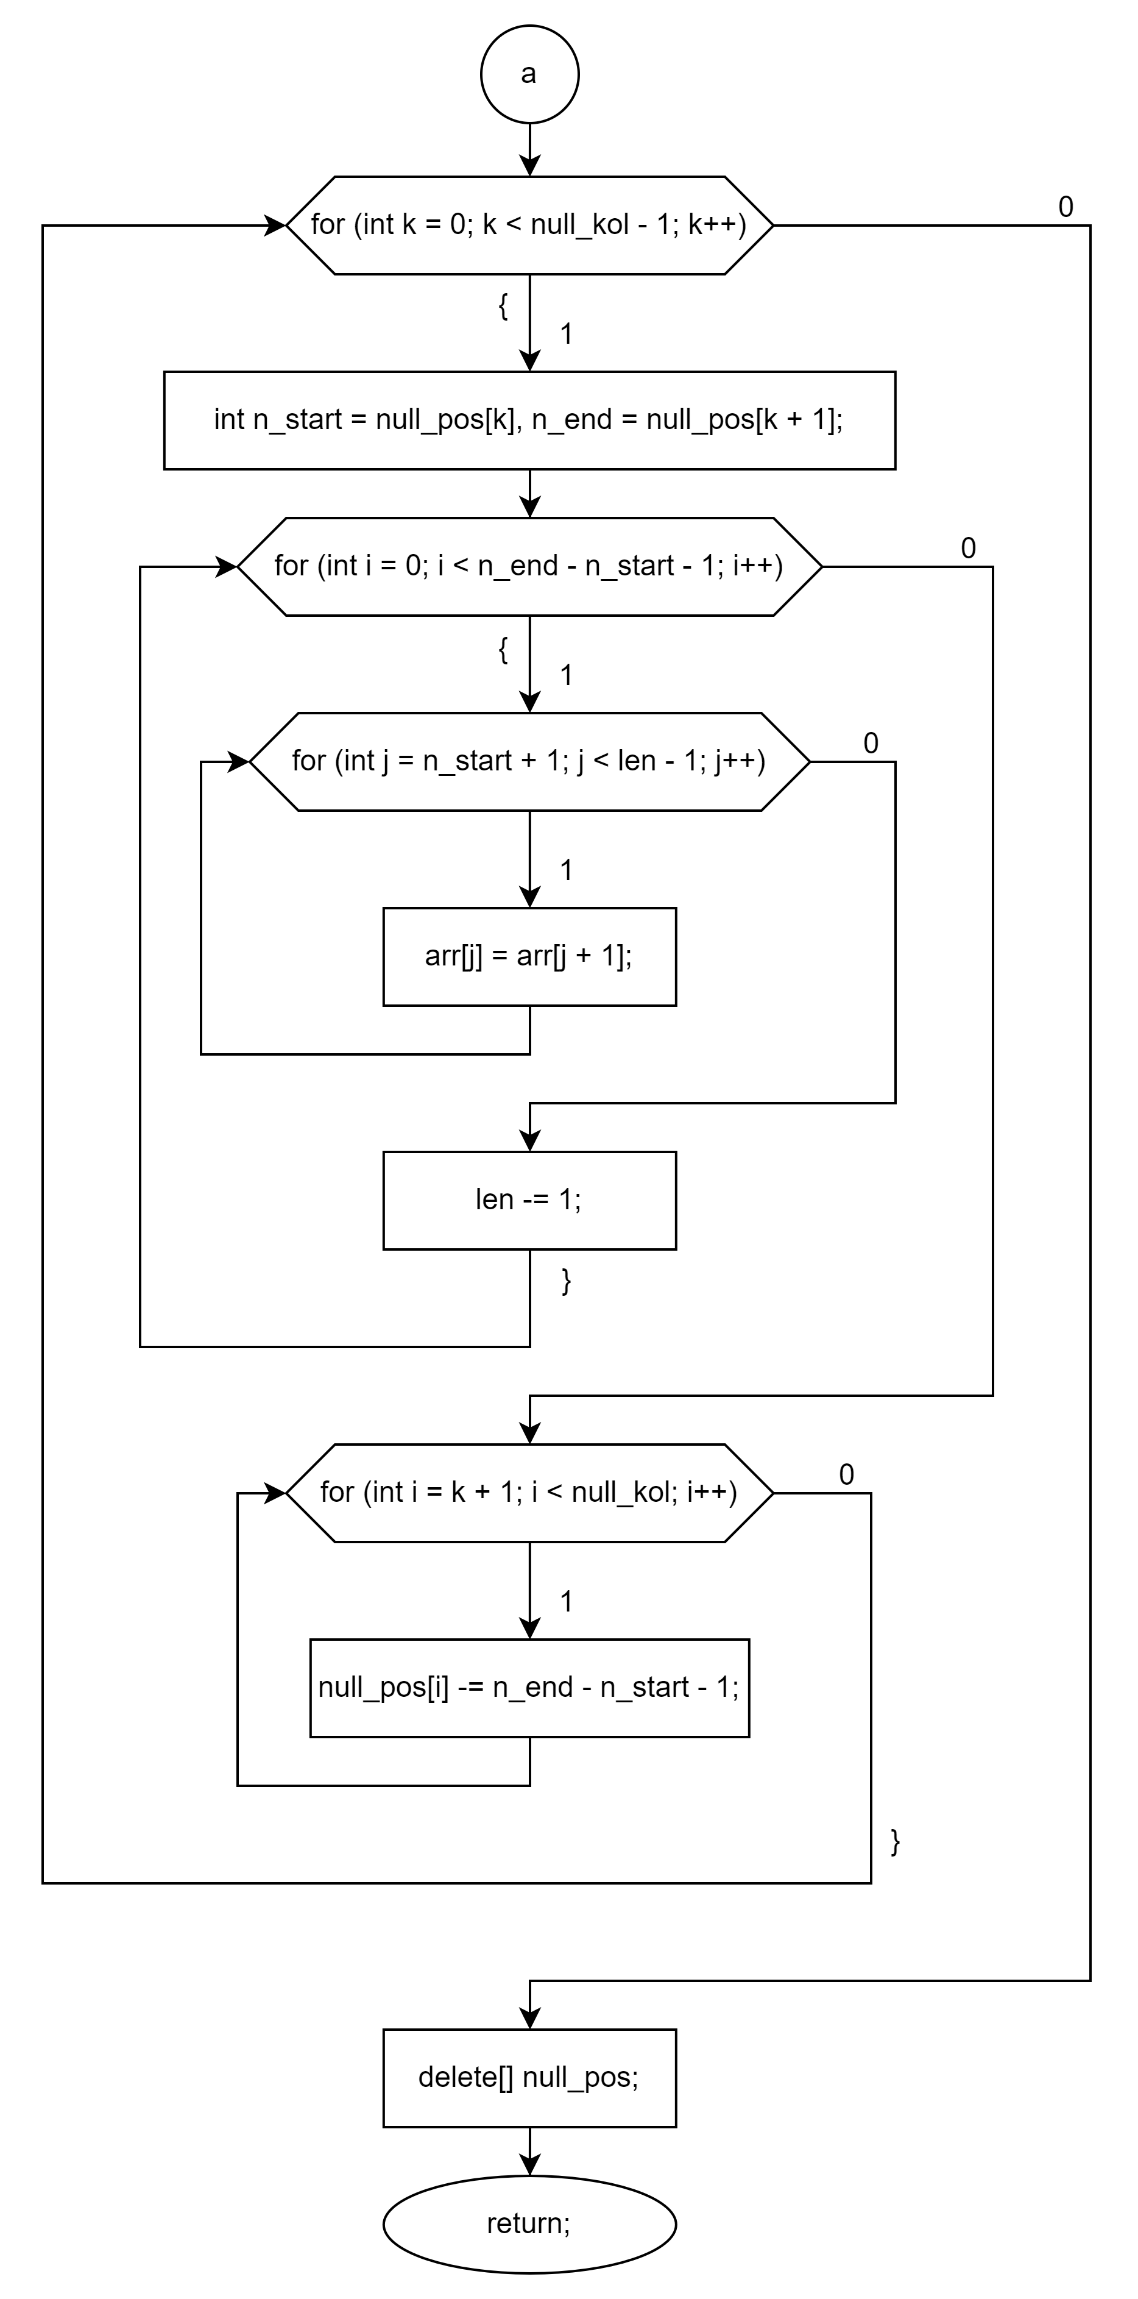 a
for (int k = 0; k < null_kol - 1; k++)
0
{
1
int n_start = null_pos[k], n_end = null_pos[k + 1];
for (int i = 0; i < n_end - n_start - 1; i++)
0
{
1
for (int j = n_start + 1; j < len - 1; j++)
0
1
arr[j] = arr[j + 1];
len -= 1;
}
for (int i = k + 1; i < null_kol; i++)
0
1
null_pos[i] -= n_end - n_start - 1;
}
delete[] null_pos;
return;